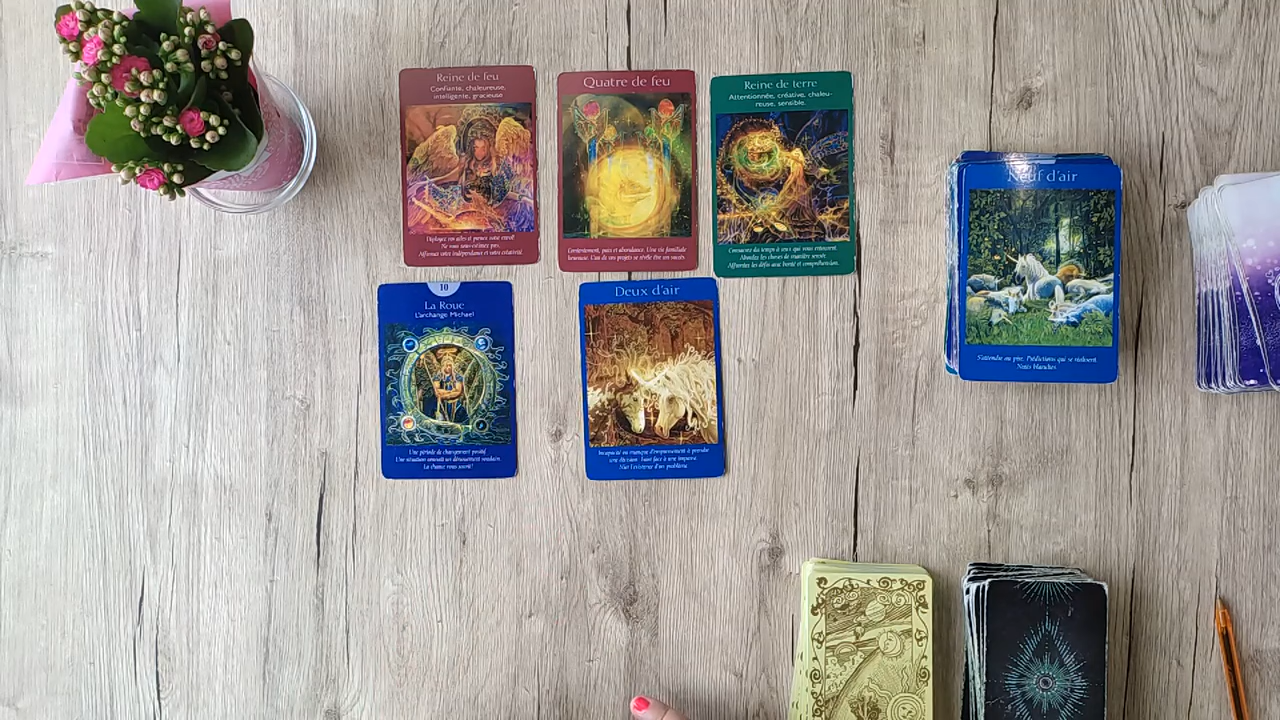 Reine de feu
Confiante, chaleureuse,
intelligente, gracieuse
Déployez vos ailes et prenez votre envol!
Ne vous sous-estimez pas.
Affirmez votre indépendance et votre créativité.
Quatre de feu
Contentement, paix et abondance. Une vie familiale
heureuse. L'un de vos projets se révèle être un succès.
Reine de terre
Attentionnée, créative, chaleu-
reuse, sensible.
Consacrez du temps à ceux qui vous entourent.
Abordez les choses de manière sensée.
Affrontez les défis avec bonté et compréhension.
10
La Roue
L'archange Michael
Une période de changement positif
Une situation connaît un dénouement soudain.
La chance vous sourit!
Deux d'air
Incapacité ou manque d'empressement à prendre
une décision. Faire face à une impasse.
Nier l'existence d'un problème.
Neuf d'air
S'attendre au pire. Prédictions qui se réalisent.
Nuits blanches.